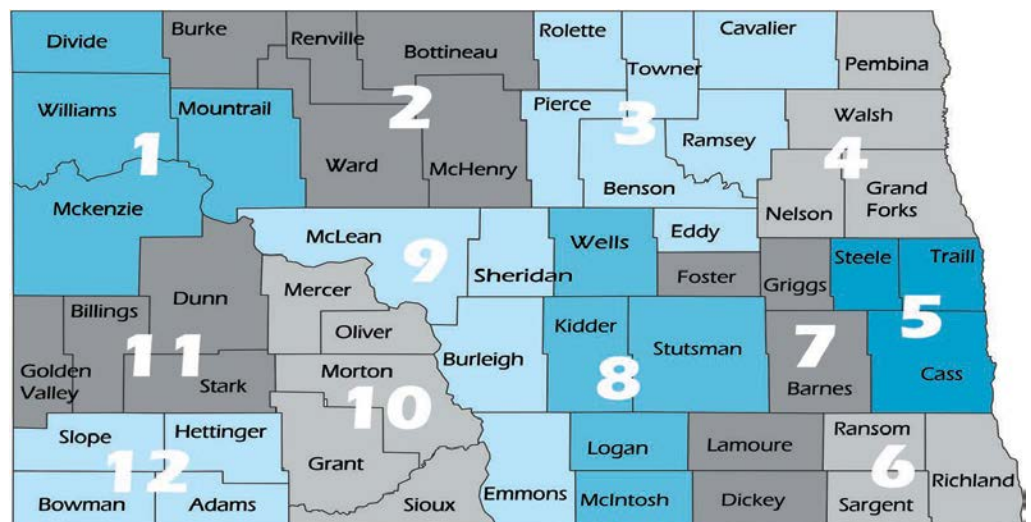 Divide
Burke
Renville
Bottineau
Rolette
Towner
Cavalier
Pembina
Williams
Mountrail
1
2
Ward
McHenry
Pierce
3
Ramsey
Benson
Walsh
4
Nelson
Grand
Forks
Mckenzie
McLean
9
Sheridan
Wells
Eddy
Foster
Griggs
Steele
Traill
5
Cass
Billings
Dunn
Mercer
Oliver
Golden
Valley
11
Stark
Morton
10
Burleigh
Kidder
8
Stutsman
7
Barnes
Slope
Hettinger
12
Bowman
Adams
Grant
Sioux
Emmons
Logan
McIntosh
Lamoure
Dickey
Ransom
6
Sargent
Richland